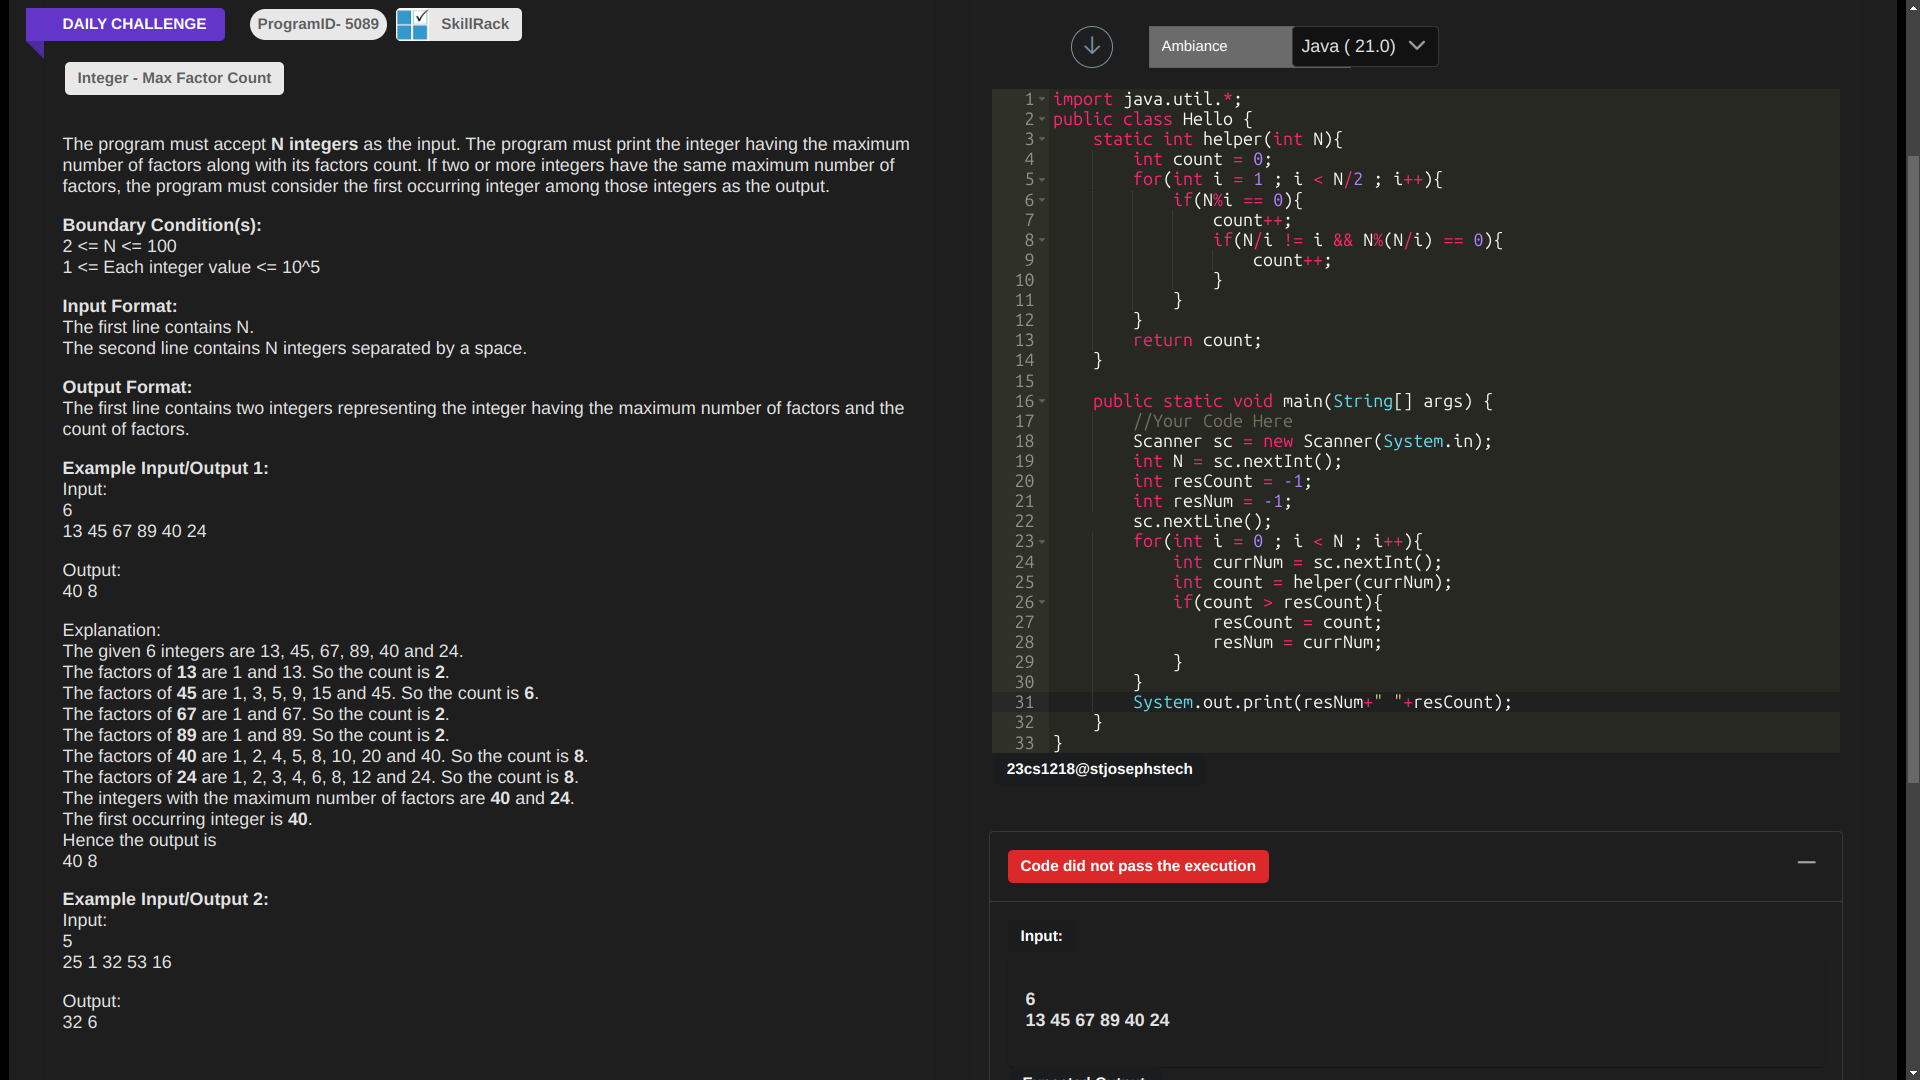 DAILY CHALLENGE
ProgramID- 5089
SkillRack
Integer - Max Factor Count
The program must accept N integers as the input. The program must print the integer having the maximum
number of factors along with its factors count. If two or more integers have the same maximum number of
factors, the program must consider the first occurring integer among those integers as the output.
Boundary Condition(s):
2 <= N <= 100
1 <= Each integer value <= 10^5
Input Format:
The first line contains N.
The second line contains N integers separated by a space.
Output Format:
The first line contains two integers representing the integer having the maximum number of factors and the
count of factors.
Example Input/Output 1:
Input:
6
13 45 67 89 40 24
Output:
40 8
Explanation:
The given 6 integers are 13, 45, 67, 89, 40 and 24.
The factors of 13 are 1 and 13. So the count is 2.
The factors of 45 are 1, 3, 5, 9, 15 and 45. So the count is 6.
The factors of 67 are 1 and 67. So the count is 2.
The factors of 89 are 1 and 89. So the count is 2.
The factors of 40 are 1, 2, 4, 5, 8, 10, 20 and 40. So the count is 8.
The factors of 24 are 1, 2, 3, 4, 6, 8, 12 and 24. So the count is 8.
The integers with the maximum number of factors are 40 and 24.
The first occurring integer is 40.
Hence the output is
40 8
Example Input/Output 2:
Input:
5
25 1 32 53 16
Output:
32 6
Ambiance
Java ( 21.0)
1 import java.util.*;
2 public class Hello {
3     static int helper(int N){
4         int count = 0;
5         for(int i = 1 ; i < N/2 ; i++){
6             if(N%i == 0){
7                 count++;
8                 if(N/i != i && N%(N/i) == 0){
9                     count++;
10                 }
11             }
12         }
13         return count;
14     }
15
16     public static void main(String[] args) {
17         //Your Code Here
18         Scanner sc = new Scanner(System.in);
19         int N = sc.nextInt();
20         int resCount = -1;
21         int resNum = -1;
22         sc.nextLine();
23         for(int i = 0 ; i < N ; i++){
24             int currNum = sc.nextInt();
25             int count = helper(currNum);
26             if(count > resCount){
27                 resCount = count;
28                 resNum = currNum;
29             }
30         }
31         System.out.print(resNum+" "+resCount);
32     }
33 }
23cs1218@stjosephstech
Code did not pass the execution
Input:
6
13 45 67 89 40 24